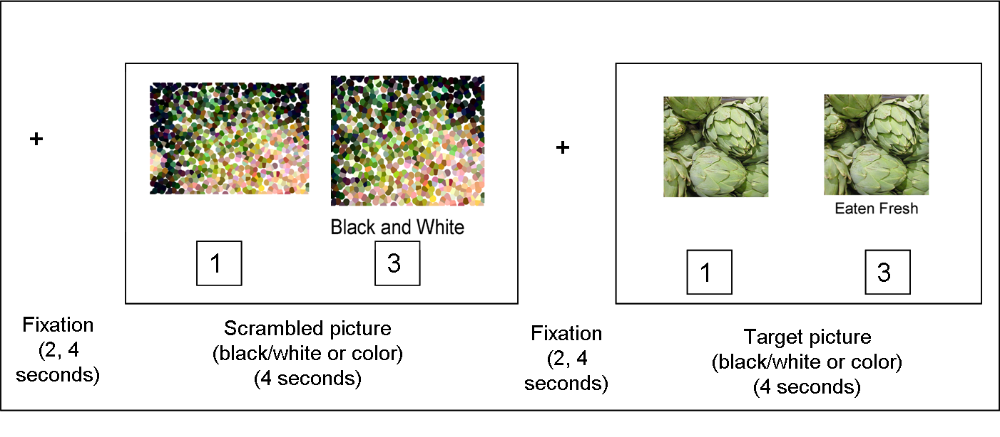 +
Black and White
1
3
Fixation
(2, 4
seconds)
Scrambled picture
(black/white or color)
(4 seconds)
+
Eaten Fresh
1
3
Fixation
(2, 4
seconds)
Target picture
(black/white or color)
(4 seconds)